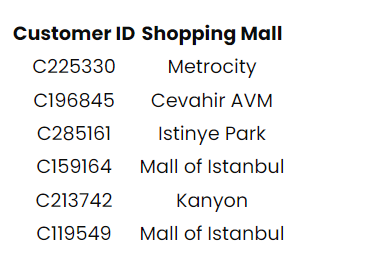 Customer ID Shopping Mall
C225330 Metrocity
C196845 Cevahir AVM
C285161 Istinye Park
C159164 Mall of Istanbul
C213742 Kanyon
C119549 Mall of Istanbul